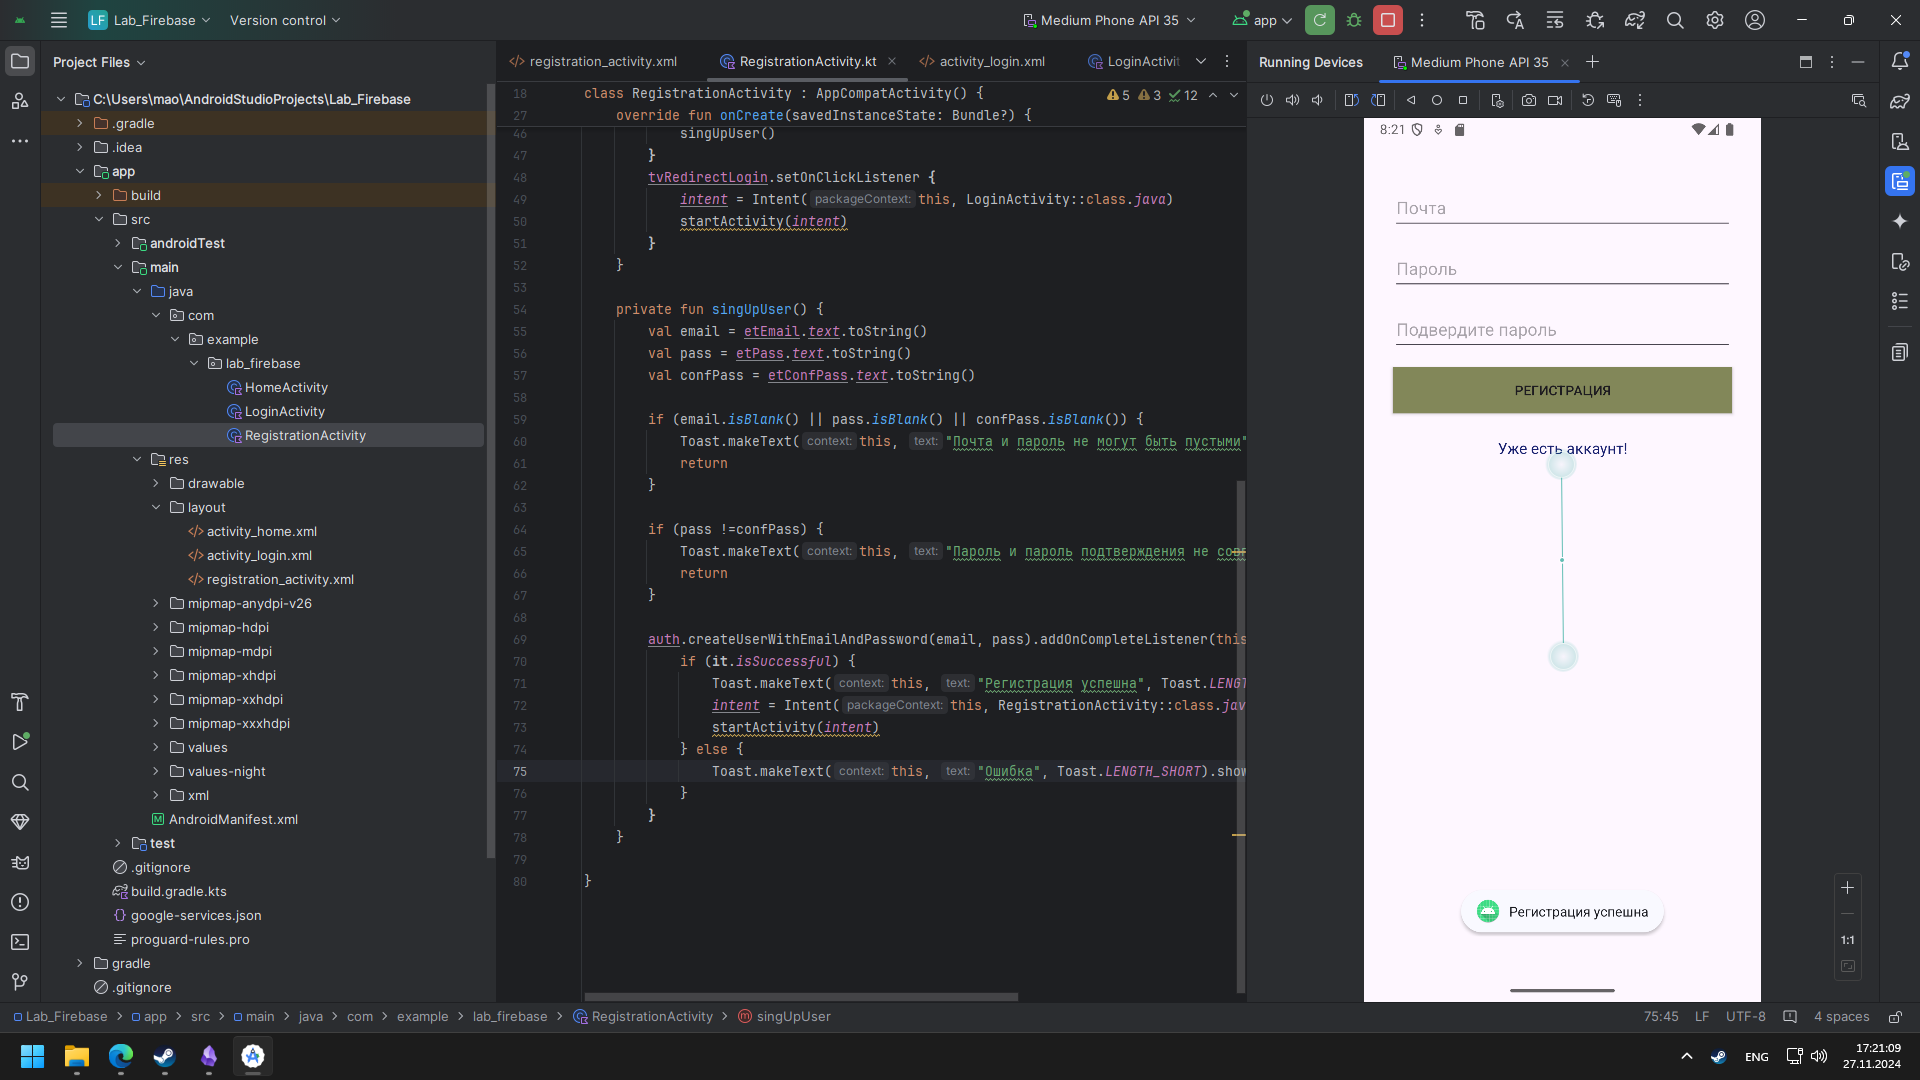 LF Lab_Firebase
Version control
Medium Phone API 35
app
Project Files
C:\Users\mao\AndroidStudioProjects\Lab_Firebase
.gradle
.idea
app
build
src
androidTest
main
java
com
example
lab_firebase
HomeActivity
LoginActivity
RegistrationActivity
res
drawable
layout
activity_home.xml
activity_login.xml
registration_activity.xml
mipmap-anydpi-v26
mipmap-hdpi
mipmap-mdpi
mipmap-xhdpi
mipmap-xxhdpi
mipmap-xxxhdpi
values
values-night
xml
AndroidManifest.xml
test
.gitignore
build.gradle.kts
google-services.json
proguard-rules.pro
gradle
.gitignore
registration_activity.xml
RegistrationActivity.kt
activity_login.xml
LoginActivit
5 3 12
18 class RegistrationActivity : AppCompatActivity() {
27 override fun onCreate(savedInstanceState: Bundle?) {
46 singUpUser()
47 }
48 tvRedirectLogin.setOnClickListener {
49 intent = Intent( packageContext: this, LoginActivity::class.java)
50 startActivity(intent)
51 }
52 }
53
54 private fun singUpUser() {
55 val email = etEmail.text.toString()
56 val pass = etPass.text.toString()
57 val confPass = etConfPass.text.toString()
58
59 if (email.isBlank() || pass.isBlank() || confPass.isBlank()) {
60 Toast.makeText( context: this, text: "Почта и пароль не могут быть пустыми"
61 return
62 }
63
64 if (pass !=confPass) {
65 Toast.makeText( context: this, text: "Пароль и пароль подтверждения не совп
66 return
67 }
68
69 auth.createUserWithEmailAndPassword(email, pass).addOnCompleteListener(this
70 if (it.isSuccessful) {
71 Toast.makeText( context: this, text: "Регистрация успешна", Toast.LENGT
72 intent = Intent( packageContext: this, RegistrationActivity::class.jav
73 startActivity(intent)
74 } else {
75 Toast.makeText( context: this, text: "Ошибка", Toast.LENGTH_SHORT).show
76 }
77 }
78 }
79
80 }
Running Devices
Medium Phone API 35
8:21
Почта
Пароль
Подвердите пароль
РЕГИСТРАЦИЯ
Уже есть аккаунт!
Регистрация успешна
1:1
Lab_Firebase > app > src > main > java > com > example > lab_firebase > RegistrationActivity > singUpUser
75:45 LF UTF-8 4 spaces
ENG
17:21:09
27.11.2024